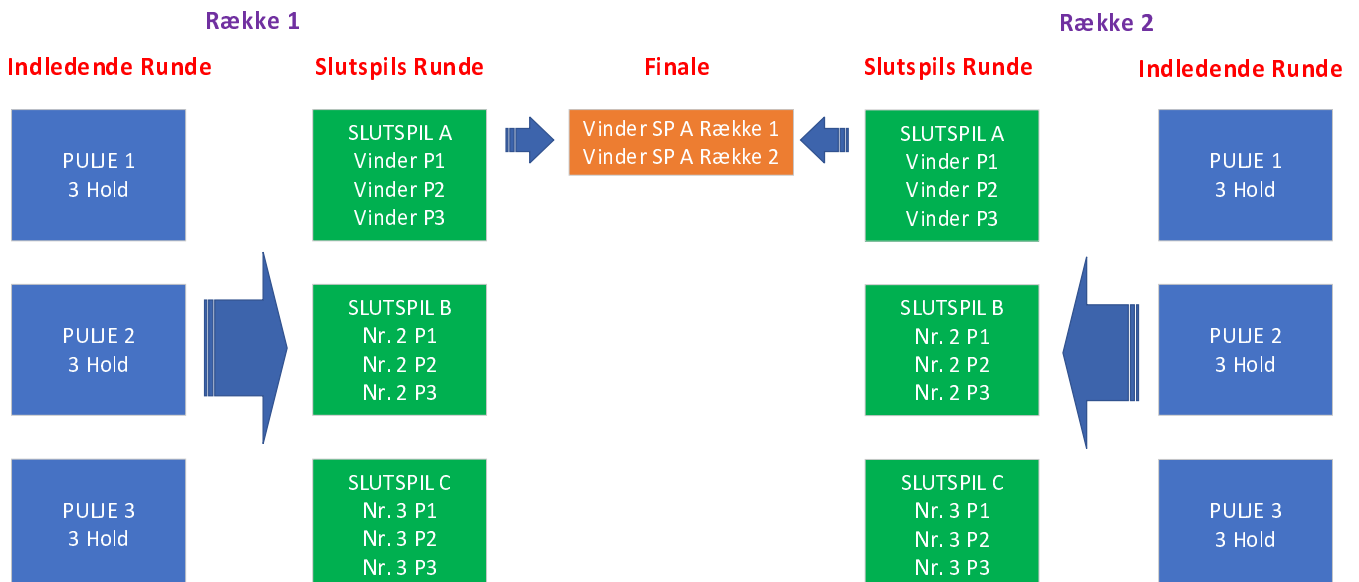 Række 1
Række 2
Indledende Runde
Slutspils Runde
Finale
Slutspils Runde
Indledende Runde
PULJE 1
3 Hold
SLUTSPIL A
Vinder P1
Vinder P2
Vinder P3
Vinder SP A Række 1
Vinder SP A Række 2
SLUTSPIL A
Vinder P1
Vinder P2
Vinder P3
PULJE 1
3 Hold
PULJE 2
3 Hold
SLUTSPIL B
Nr. 2 P1
Nr. 2 P2
Nr. 2 P3
SLUTSPIL B
Nr. 2 P1
Nr. 2 P2
Nr. 2 P3
PULJE 2
3 Hold
PULJE 3
3 Hold
SLUTSPIL C
Nr. 3 P1
Nr. 3 P2
Nr. 3 P3
SLUTSPIL C
Nr. 3 P1
Nr. 3 P2
Nr. 3 P3
PULJE 3
3 Hold